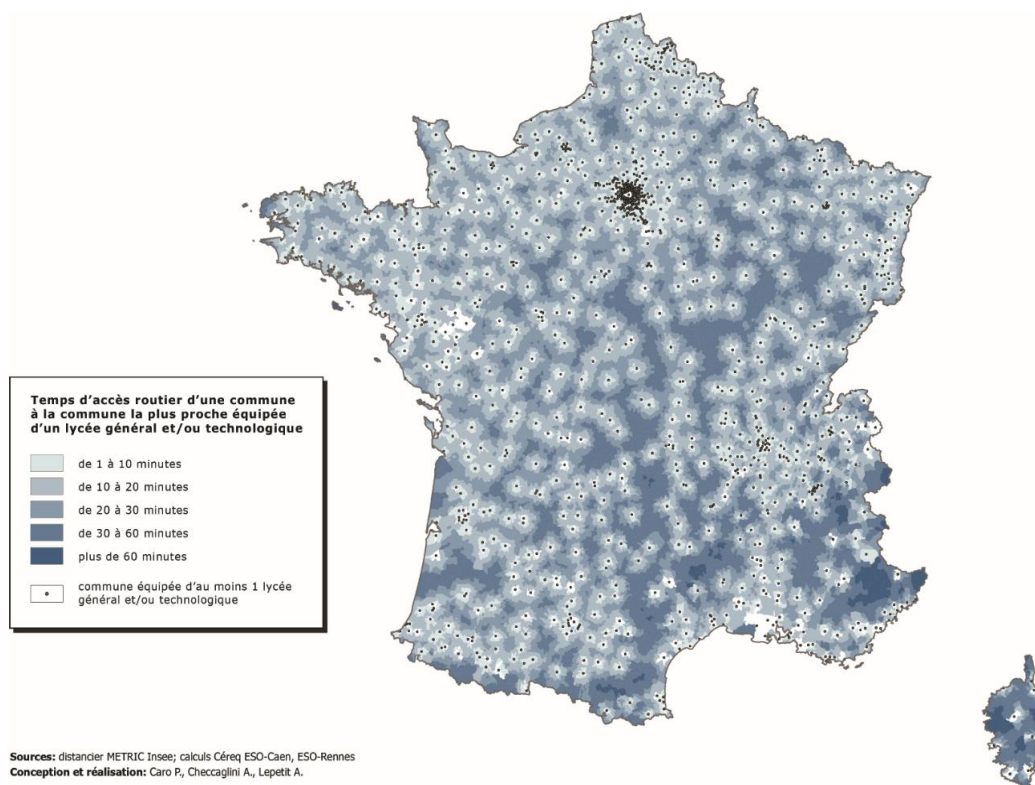 Temps d'accès routier d'une commune
à la commune la plus proche équipée
d'un lycée général et/ou technologique
de 1 à 10 minutes
de 10 à 20 minutes
de 20 à 30 minutes
de 30 à 60 minutes
plus de 60 minutes
commune équipée d'au moins 1 lycée
général et/ou technologique
Sources: distancier METRIC Insee; calculs Céreq ESO-Caen, ESO-Rennes
Conception et réalisation: Caro P., Checcaglini A., Lepetit A.